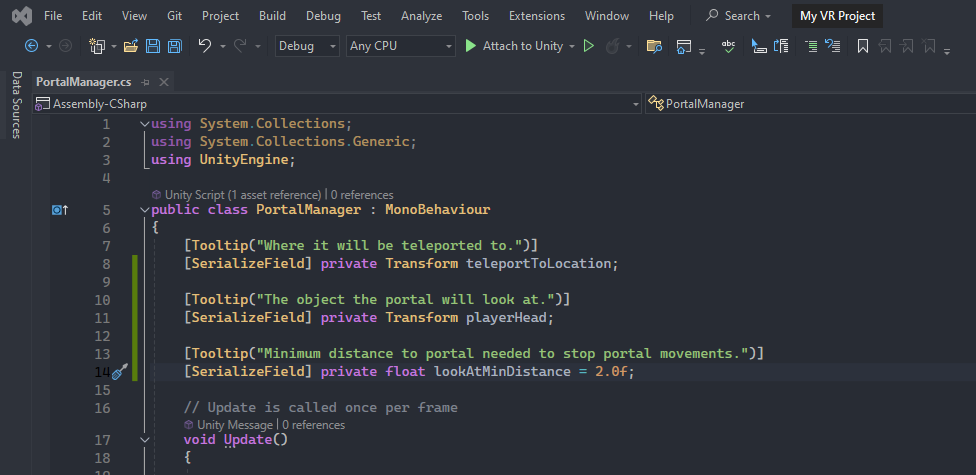 File Edit View Git Project Build Debug Test Analyze Tools Extensions Window Help Search My VR Project
Debug Any CPU Attach to Unity abc
Data Sources
PortalManager.cs
Assembly-CSharp PortalManager
1 using System.Collections;
2 using System.Collections.Generic;
3 using UnityEngine;
4
Unity Script (1 asset reference) | 0 references
5 public class PortalManager : MonoBehaviour
6 {
7 [Tooltip("Where it will be teleported to.")]
8 [SerializeField] private Transform teleportToLocation;
9
10 [Tooltip("The object the portal will look at.")]
11 [SerializeField] private Transform playerHead;
12
13 [Tooltip("Minimum distance to portal needed to stop portal movements.")]
14 [SerializeField] private float lookAtMinDistance = 2.0f;
15
16 // Update is called once per frame
Unity Message | 0 references
17 void Update()
18 {